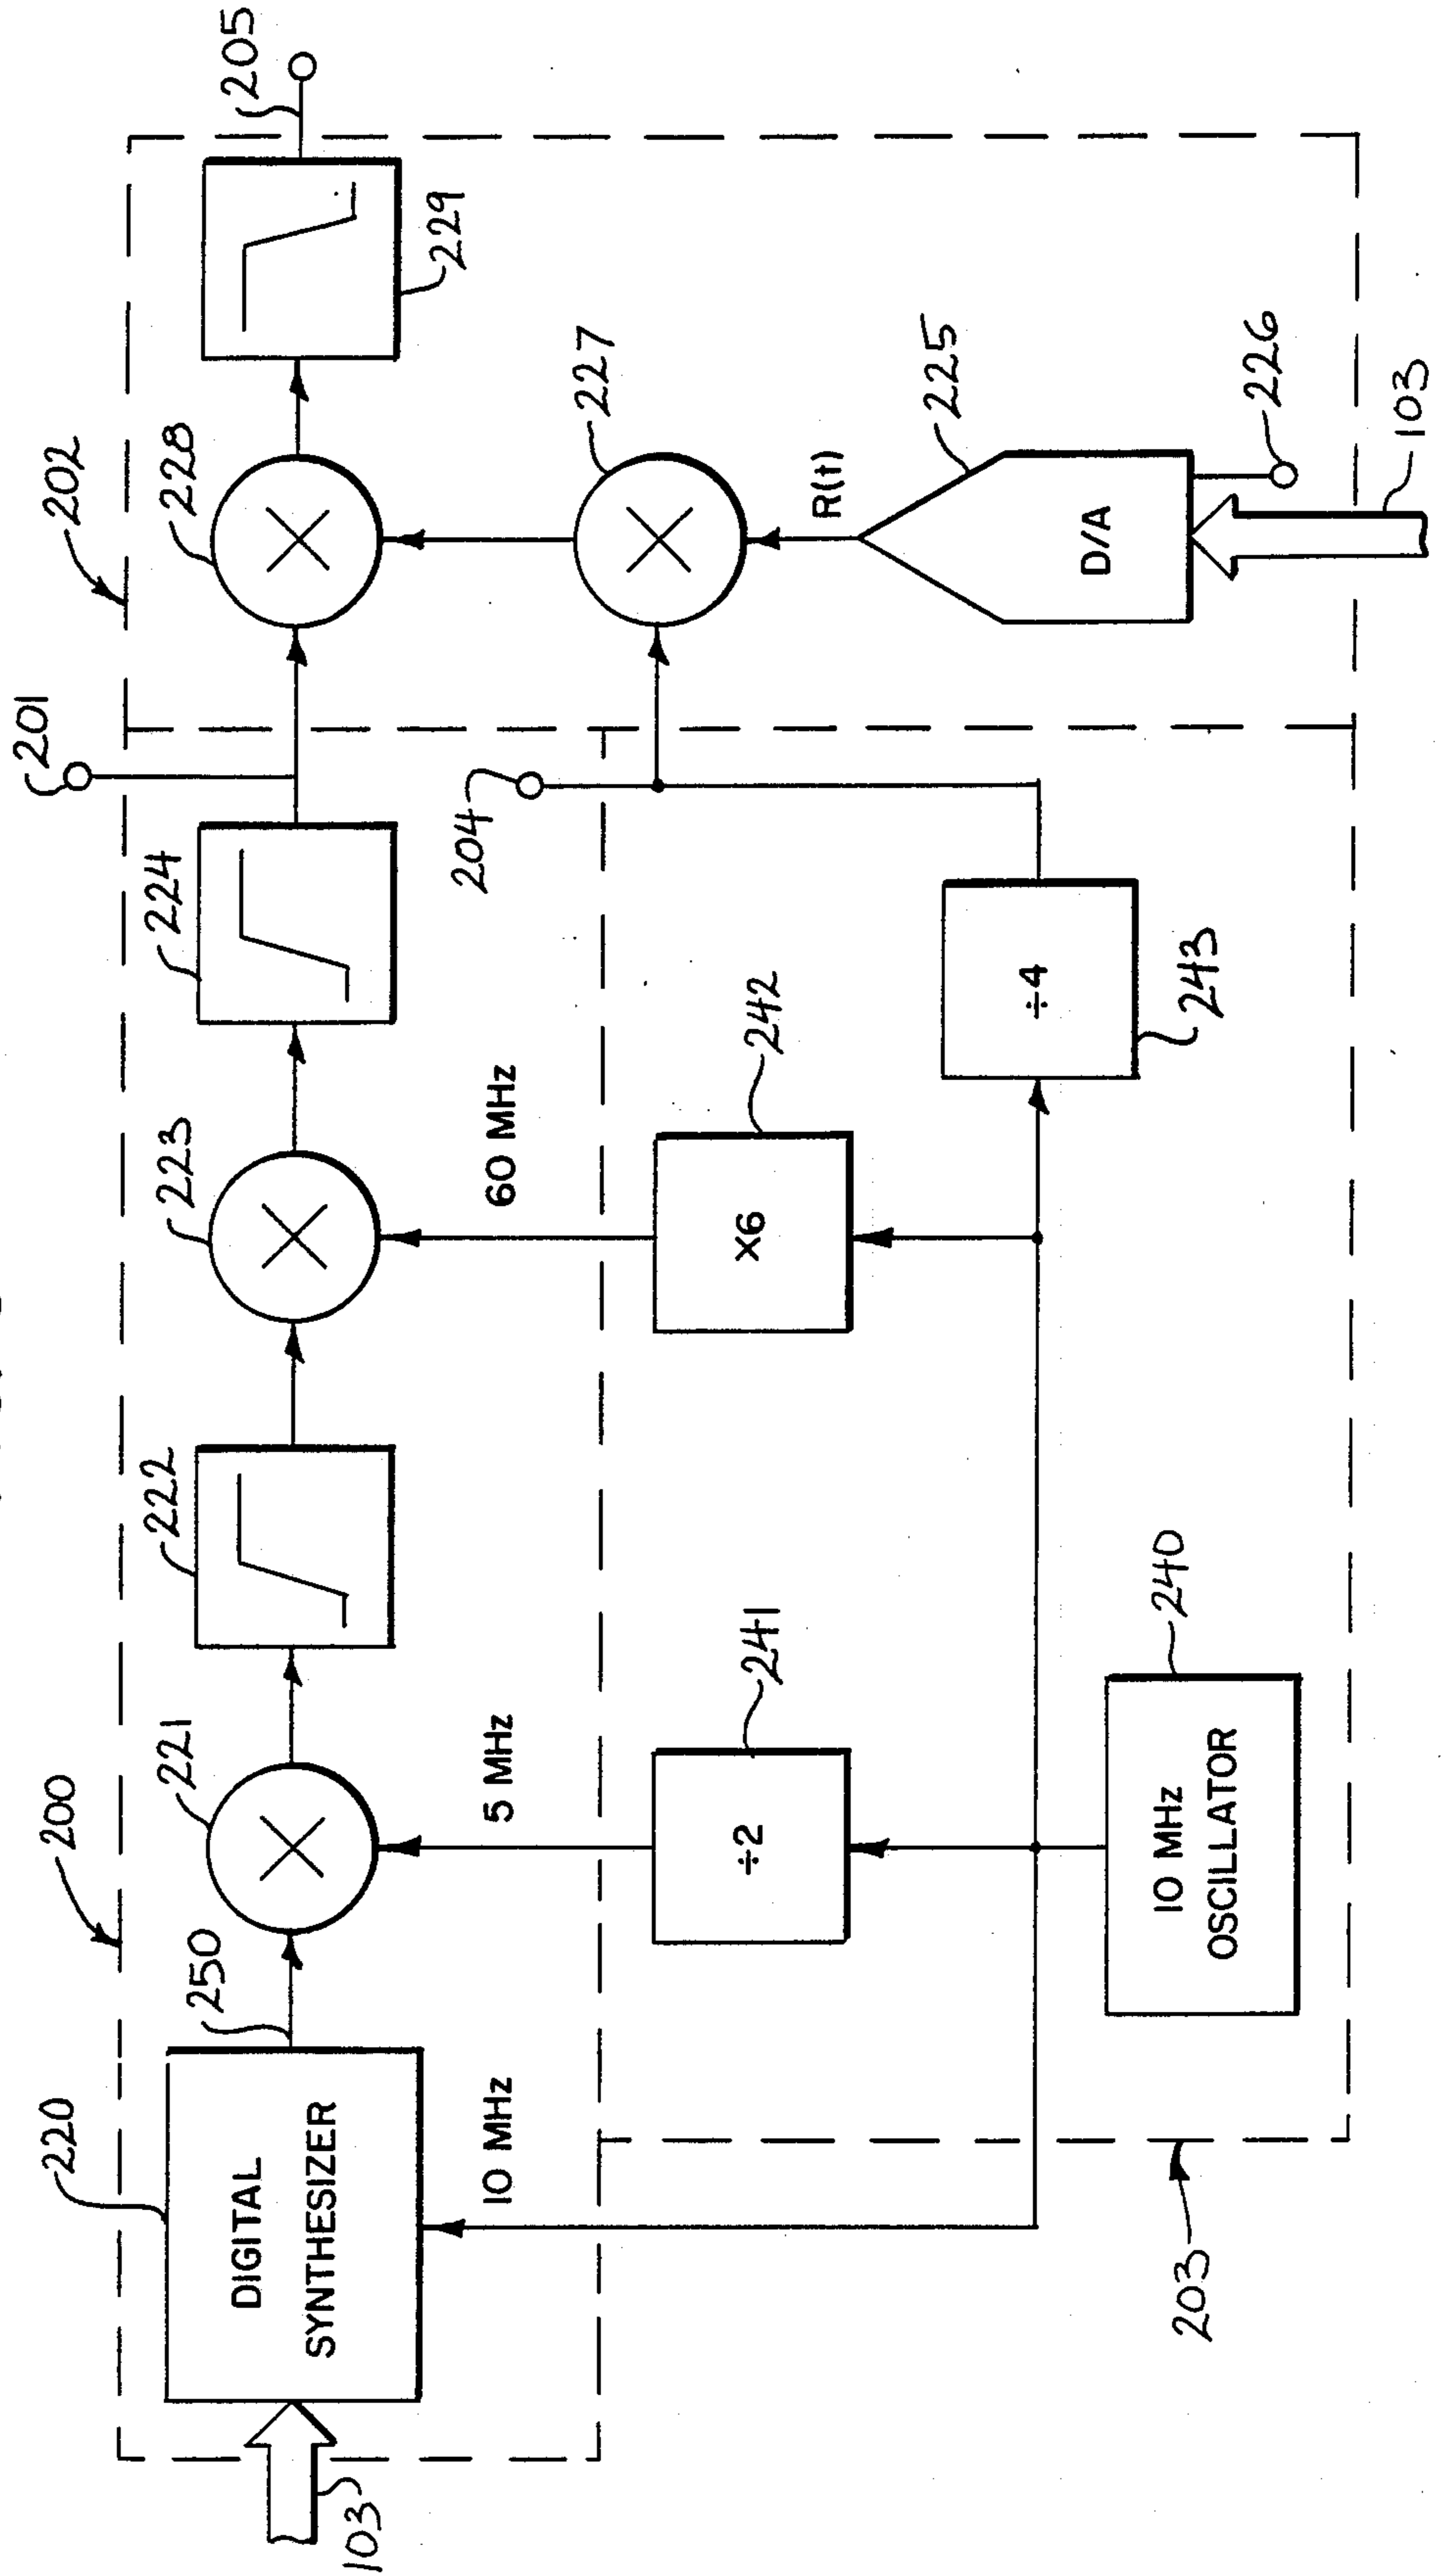 202
201
205
200
220
250
221
222
223
224
228
229
DIGITAL
SYNTHESIZER
103
10 MHz
5 MHz
60 MHz
204
227
÷2
241
X6
242
R(t)
225
÷4
243
D/A
226
10 MHz
OSCILLATOR
240
203
103